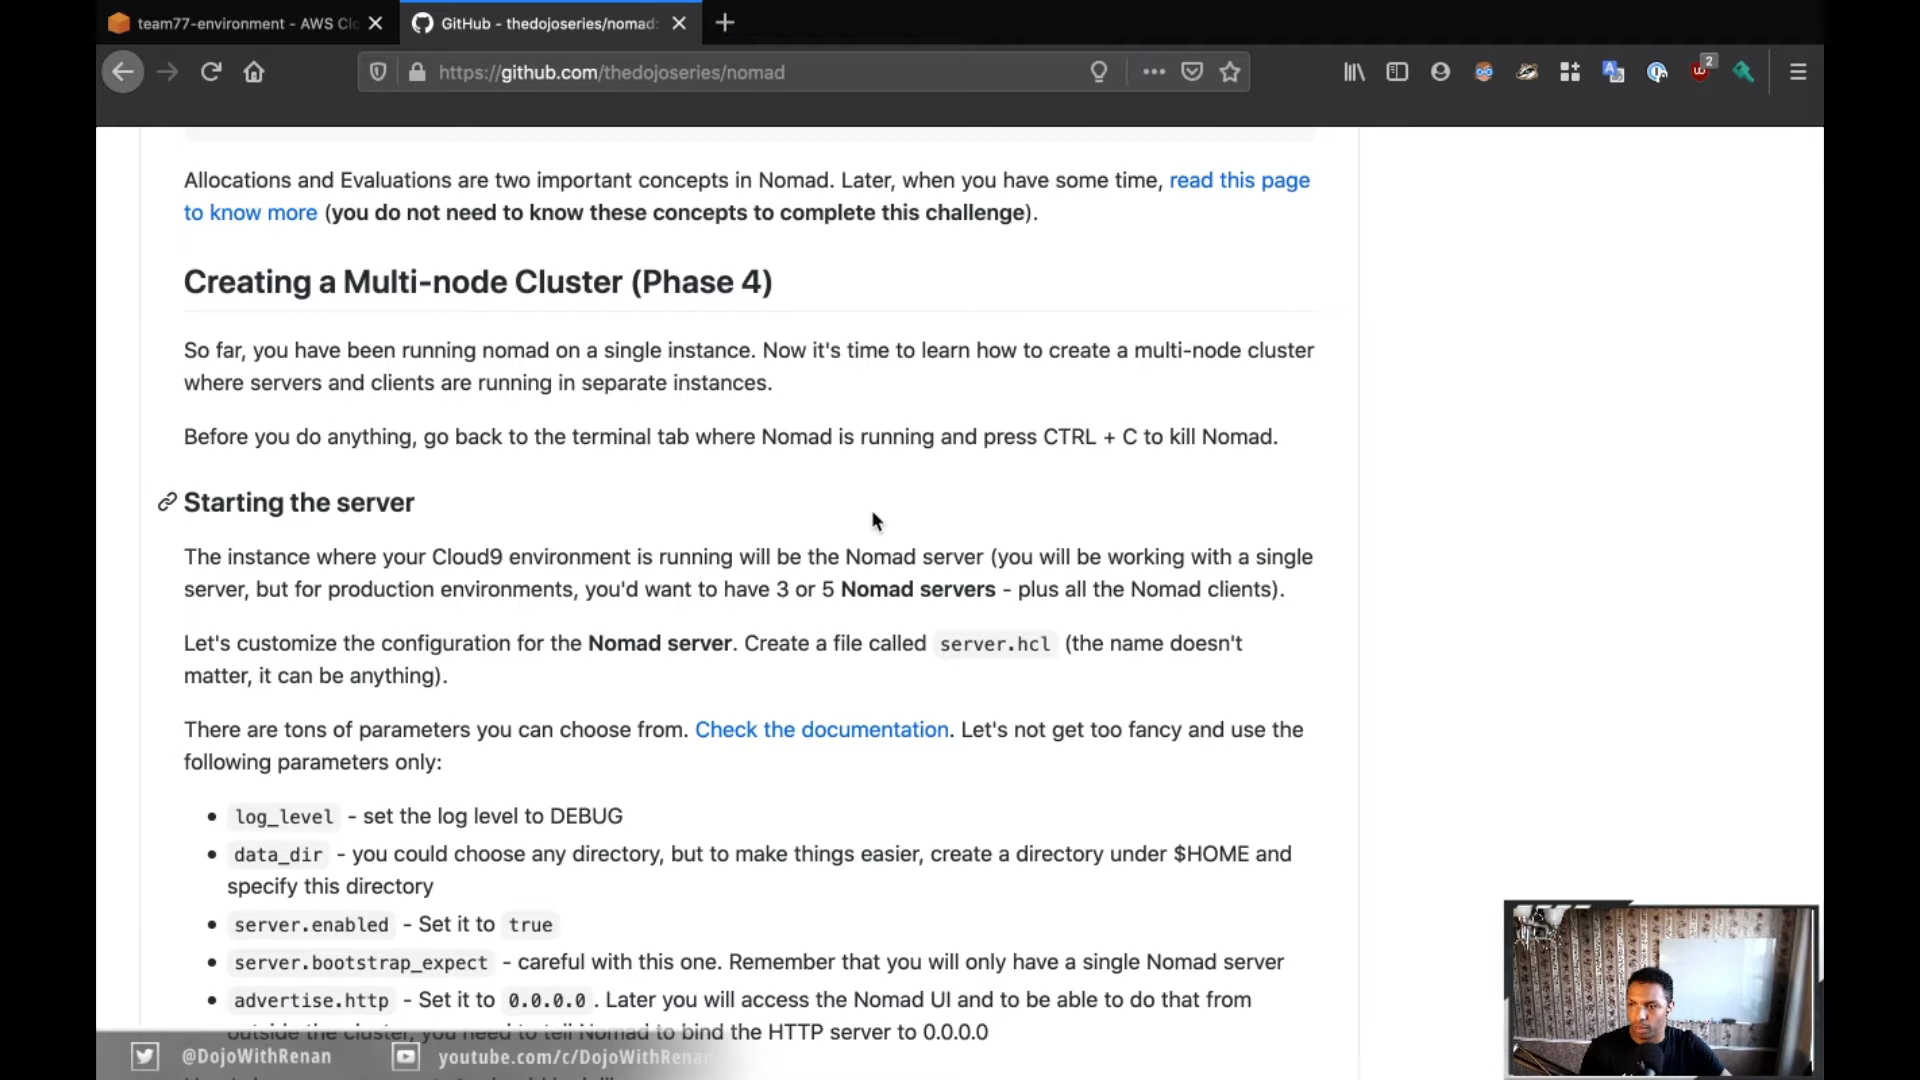 team77-environment - AWS Clo
GitHub - thedojoseries/nomad:
https://github.com/thedojoseries/nomad
2
Allocations and Evaluations are two important concepts in Nomad. Later, when you have some time, read this page
to know more (you do not need to know these concepts to complete this challenge).
Creating a Multi-node Cluster (Phase 4)
So far, you have been running nomad on a single instance. Now it's time to learn how to create a multi-node cluster
where servers and clients are running in separate instances.
Before you do anything, go back to the terminal tab where Nomad is running and press CTRL + C to kill Nomad.
Starting the server
The instance where your Cloud9 environment is running will be the Nomad server (you will be working with a single
server, but for production environments, you'd want to have 3 or 5 Nomad servers - plus all the Nomad clients).
Let's customize the configuration for the Nomad server. Create a file called server.hcl (the name doesn't
matter, it can be anything).
There are tons of parameters you can choose from. Check the documentation. Let's not get too fancy and use the
following parameters only:
• log_level - set the log level to DEBUG
• data_dir - you could choose any directory, but to make things easier, create a directory under $HOME and
specify this directory
• server.enabled - Set it to true
• server.bootstrap_expect - careful with this one. Remember that you will only have a single Nomad server
• advertise.http - Set it to 0.0.0.0 . Later you will access the Nomad UI and to be able to do that from
outside the cluster, you need to tell Nomad to bind the HTTP server to 0.0.0.0
@DojoWithRenan
youtube.com/c/DojoWithRenan